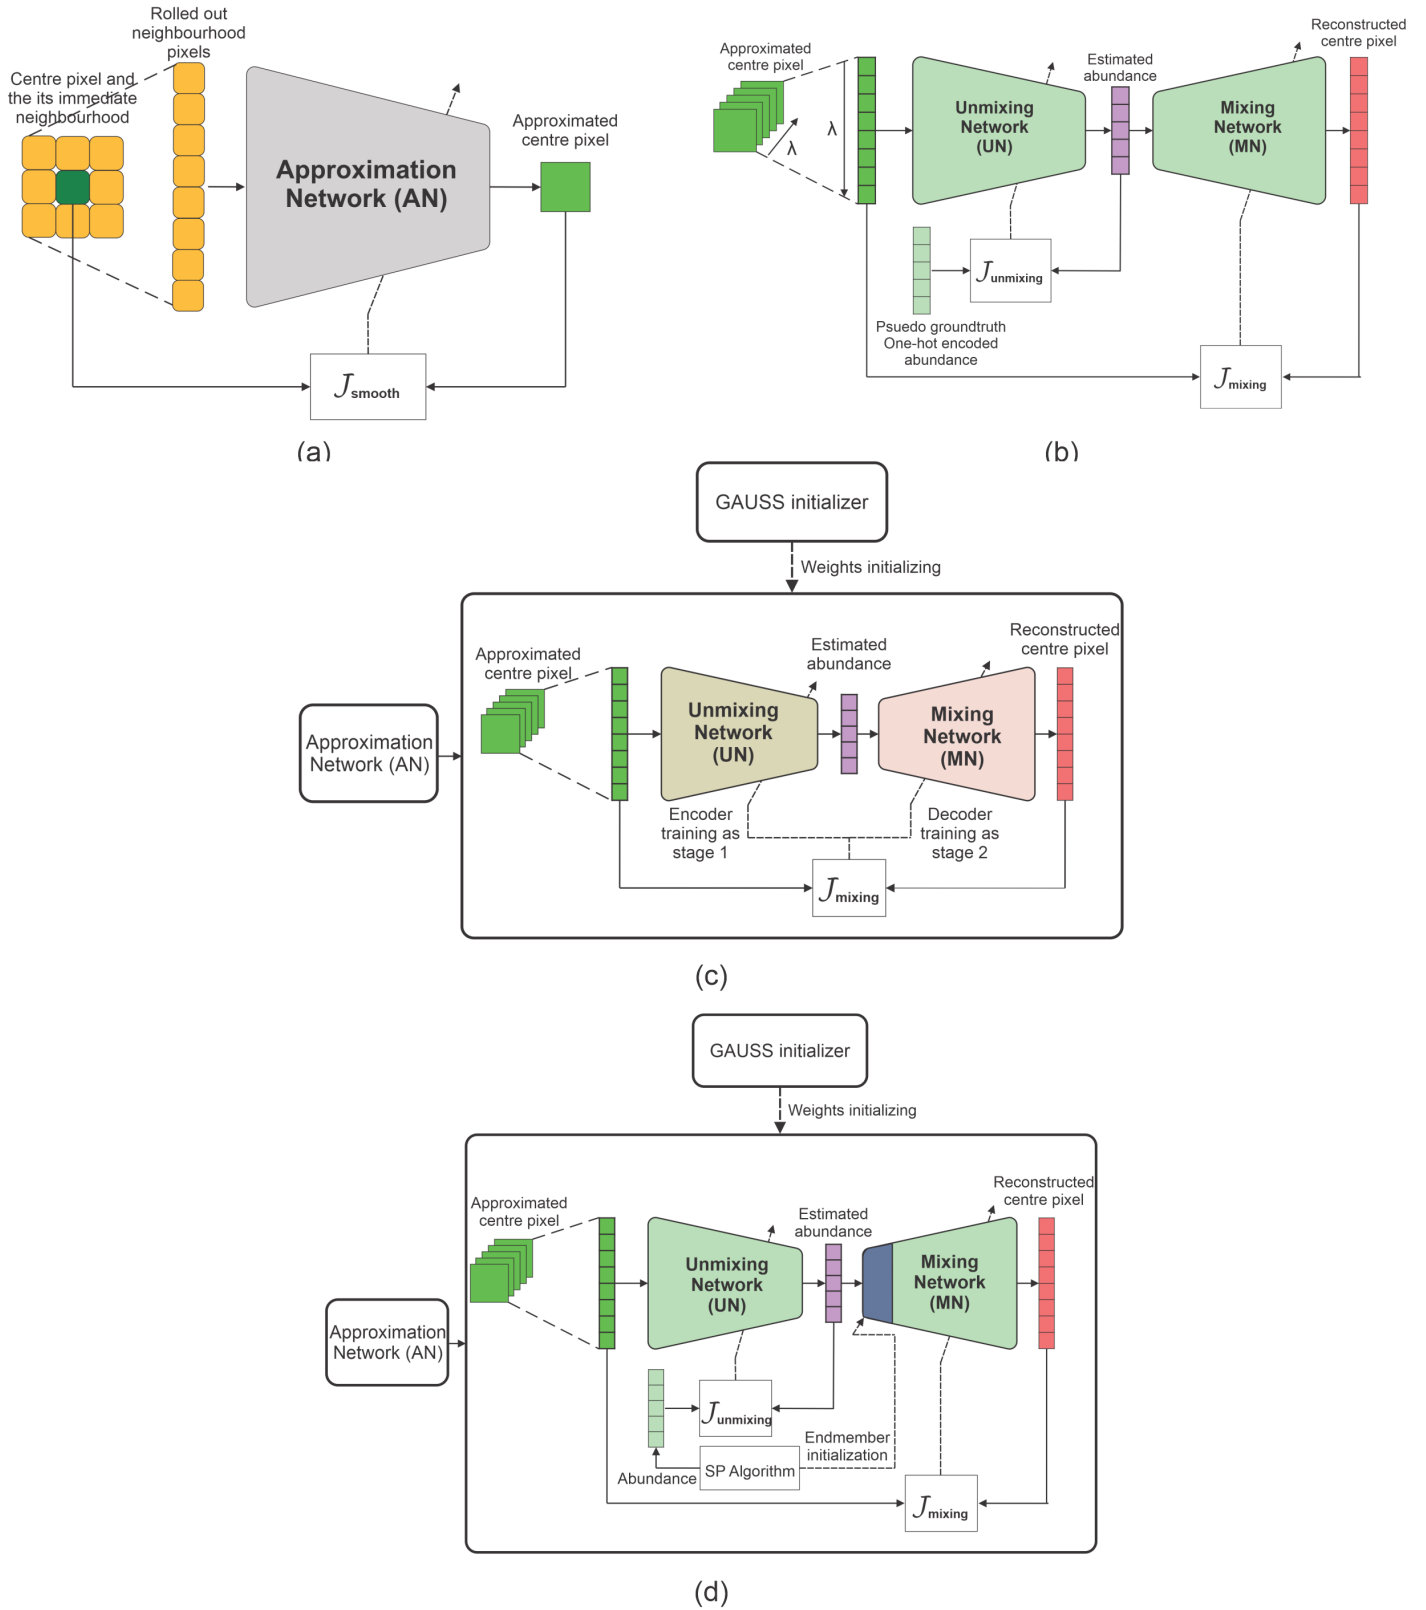 Rolled out
neighbourhood
pixels
Centre pixel and
the its immediate
neighbourhood
Approximation
Network (AN)
Approximated
centre pixel
J smooth
(a)
Approximated
centre pixel
λ
λ
Unmixing
Network
(UN)
Estimated
abundance
Mixing
Network
(MN)
Reconstructed
centre pixel
J unmixing
Psuedo groundtruth
One-hot encoded
abundance
J mixing
(b)
GAUSS initializer
Weights initializing
Approximation
Network (AN)
Approximated
centre pixel
Unmixing
Network
(UN)
Estimated
abundance
Mixing
Network
(MN)
Reconstructed
centre pixel
Encoder
training as
stage 1
Decoder
training as
stage 2
J mixing
(c)
GAUSS initializer
Weights initializing
Approximation
Network (AN)
Approximated
centre pixel
Unmixing
Network
(UN)
Estimated
abundance
Mixing
Network
(MN)
Reconstructed
centre pixel
J unmixing
Abundance
SP Algorithm
Endmember
initialization
J mixing
(d)